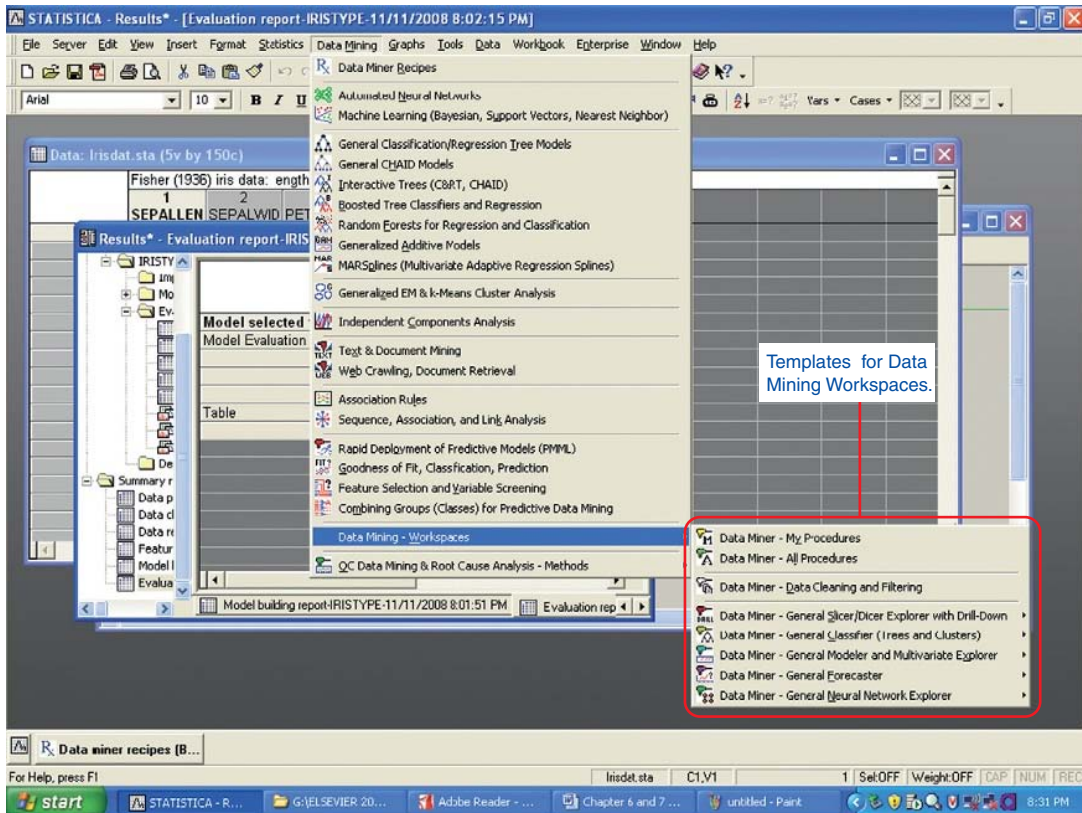 STATISTICA - Results* - [Evaluation report-IRISTYPE-11/11/2008 8:02:15 PM]
File Server Edit View Insert Format Statistics Data Mining Graphs Tools Data Workbook Enterprise Window Help
Arial 10 B I U Vars Cases
Data: Irisdat.sta (5v by 150c)
Fisher (1936) iris data: ength
1 2
SEPALLEN SEPALWID PET
Results* - Evaluation report-IRIS
IRISTY
Im
Mo
Ev
De
Summary r
Data p
Data cl
Data re
Featur
Model l
Evalua
Model selected
Model Evaluation
Table
Model building report-IRISTYPE-11/11/2008 8:01:51 PM Evaluation rep
Data Miner Recipes
Automated Neural Networks
Machine Learning (Bayesian, Support Vectors, Nearest Neighbor)
General Classification/Regression Tree Models
General CHAID Models
Interactive Trees (C&RT, CHAID)
Boosted Tree Classifiers and Regression
Random Forests for Regression and Classification
Generalized Additive Models
MARSplines (Multivariate Adaptive Regression Splines)
Generalized EM & k-Means Cluster Analysis
Independent Components Analysis
Text & Document Mining
Web Crawling, Document Retrieval
Association Rules
Sequence, Association, and Link Analysis
Rapid Deployment of Predictive Models (PMML)
Goodness of Fit, Classfication, Prediction
Feature Selection and Variable Screening
Combining Groups (Classes) for Predictive Data Mining
Data Mining - Workspaces
QC Data Mining & Root Cause Analysis - Methods
Templates for Data
Mining Workspaces.
Data Miner - My Procedures
Data Miner - All Procedures
Data Miner - Data Cleaning and Filtering
Data Miner - General Slicer/Dicer Explorer with Drill-Down
Data Miner - General Classifier (Trees and Clusters)
Data Miner - General Modeler and Multivariate Explorer
Data Miner - General Forecaster
Data Miner - General Neural Network Explorer
Data miner recipes (B...
For Help, press F1 Irisdat.sta C1,V1 1 Sel:OFF Weight:OFF CAP NUM REC
start STATISTICA - R... G:\ELSEVIER 20... Adobe Reader - ... Chapter 6 and 7 ... untitled - Paint 8:31 PM